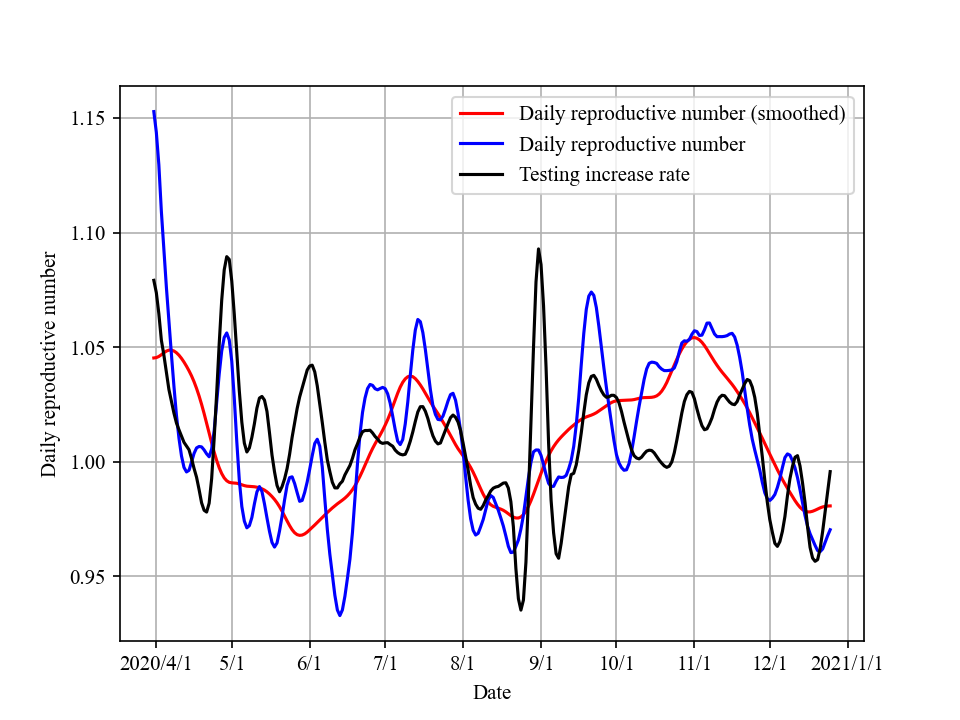 Daily reproductive number (smoothed)
Daily reproductive number
Testing increase rate
1.15
1.10
1.05
1.00
0.95
Daily reproductive number
2020/4/1 5/1 6/1 7/1 8/1 9/1 10/1 11/1 12/1 2021/1/1
Date